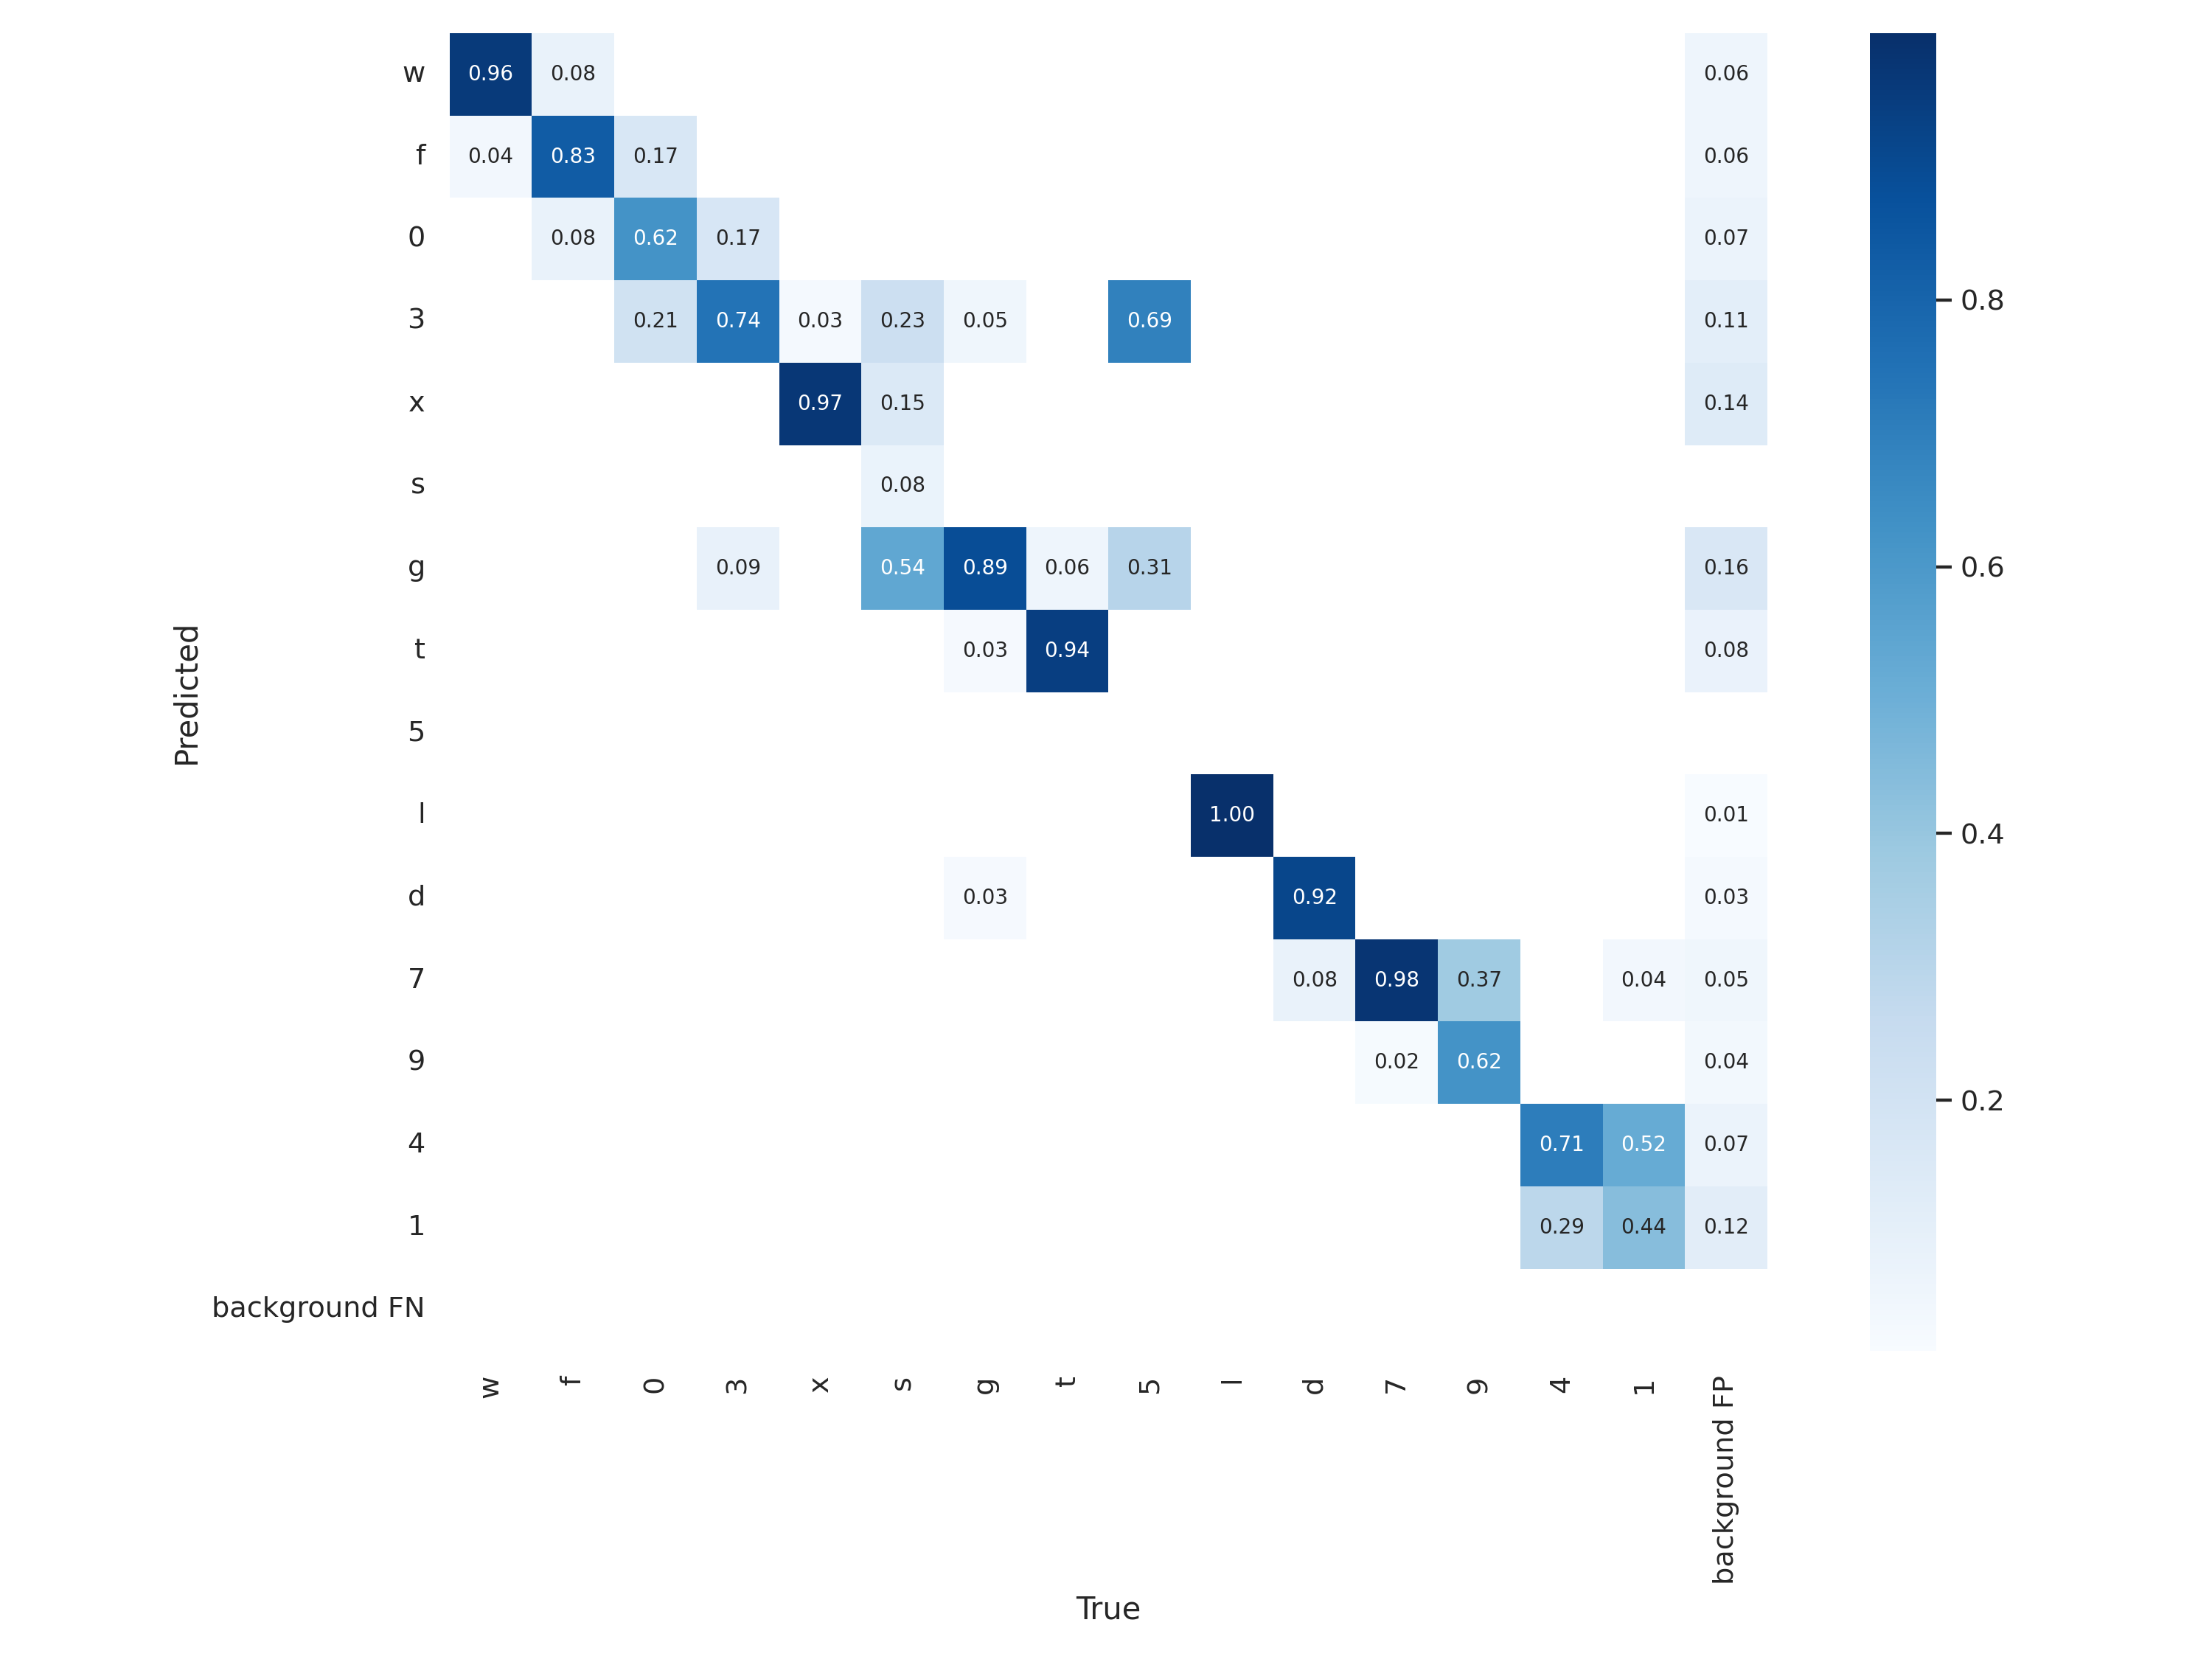 w 0.96 0.08 0.06
f 0.04 0.83 0.17 0.06
0 0.08 0.62 0.17 0.07
3 0.21 0.74 0.03 0.23 0.05 0.69 0.11 0.8
x 0.97 0.15 0.14
s 0.08
g 0.09 0.54 0.89 0.06 0.31 0.16 0.6
t 0.03 0.94 0.08
Predicted
5
l 1.00 0.01 0.4
d 0.03 0.92 0.03
7 0.08 0.98 0.37 0.04 0.05
9 0.02 0.62 0.04
0.2
4 0.71 0.52 0.07
1 0.29 0.44 0.12
background FN
w f 0 3 x s g t 5 l d 7 9 4 1 background FP
True